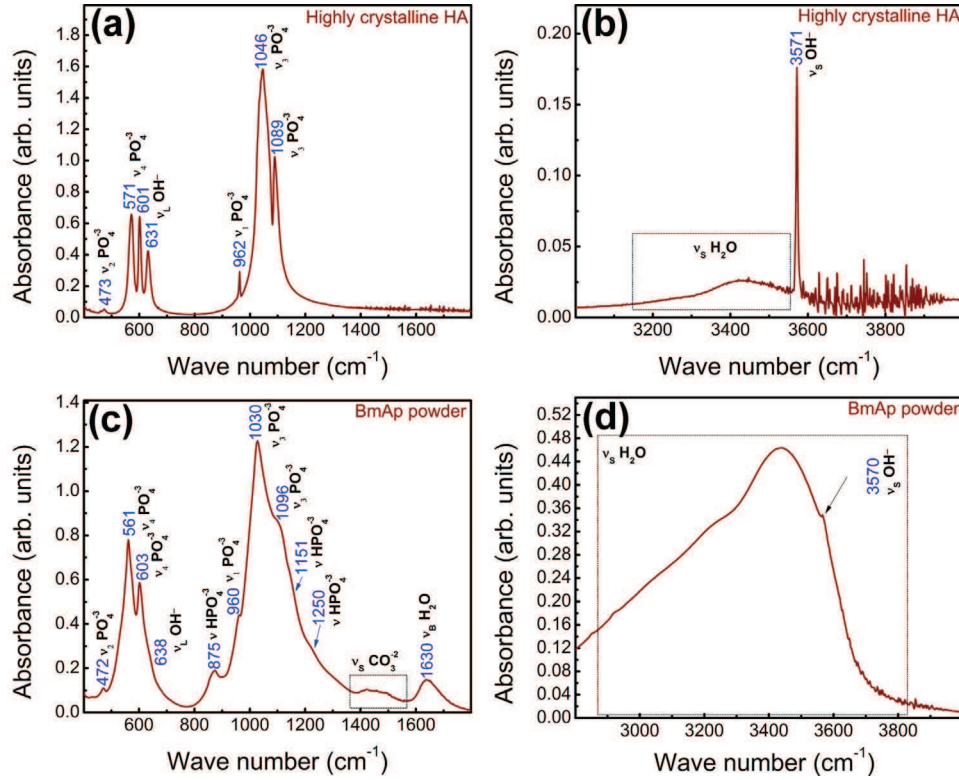 (a)
Highly crystalline HA
Absorbance (arb. units)
1.8
1.6
1.4
1.2
1.0
0.8
0.6
0.4
0.2
0.0
473 ν2 PO4-3
571
ν4 PO4-3
601
631
νL OH−
962 ν1 PO4-3
1046
ν3 PO4-3
1089
ν3 PO4-3
600 800 1000 1200 1400 1600
Wave number (cm-1)
(b)
Highly crystalline HA
Absorbance (arb. units)
0.20
0.15
0.10
0.05
0.00
νS H2O
3571
νS OH−
3200 3400 3600 3800
Wave number (cm-1)
(c)
BmAp powder
Absorbance (arb. units)
1.4
1.2
1.0
0.8
0.6
0.4
0.2
0.0
472 ν2 PO4-3
561
ν4 PO4-3
603
ν4 PO4-3
638
νL OH−
875 ν HPO4-3
960 ν1 PO4-3
1030
ν3 PO4-3
1096
ν3 PO4-3
1151
ν HPO4-3
1250
ν HPO4-3
νS CO3-2
1630 νB H2O
600 800 1000 1200 1400 1600
Wave number (cm-1)
(d)
BmAp powder
Absorbance (arb. units)
0.52
0.48
0.44
0.40
0.36
0.32
0.28
0.24
0.20
0.16
0.12
0.08
0.04
0.00
νS H2O
3570
νS OH−
3000 3200 3400 3600 3800
Wave number (cm-1)